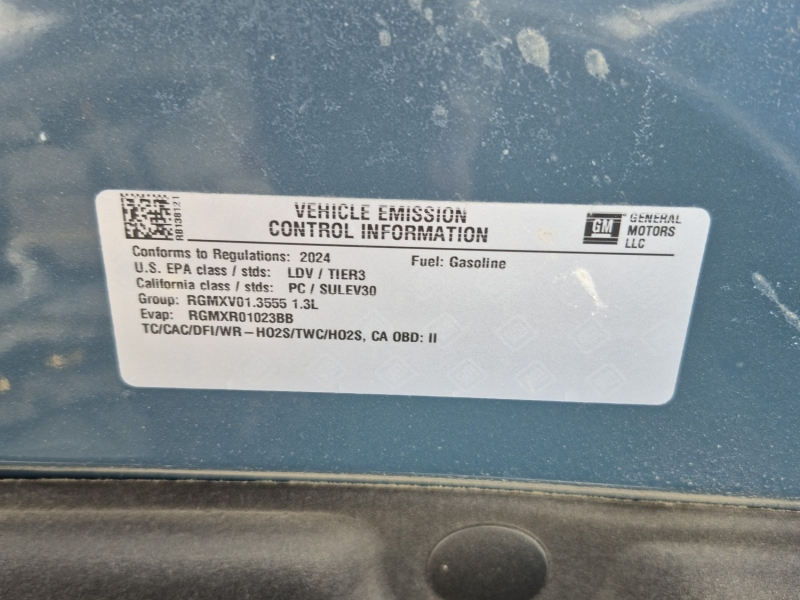 RB138121
VEHICLE EMISSION
CONTROL INFORMATION
GM
GENERAL
MOTORS
LLC
Conforms to Regulations: 2024
Fuel: Gasoline
U.S. EPA class / stds: LDV / TIER3
California class / stds: PC / SULEV30
Group: RGMXV01.3555 1.3L
Evap: RGMXR01023BB
TC/CAC/DFI/WR-HO2S/TWC/HO2S, CA OBD: II